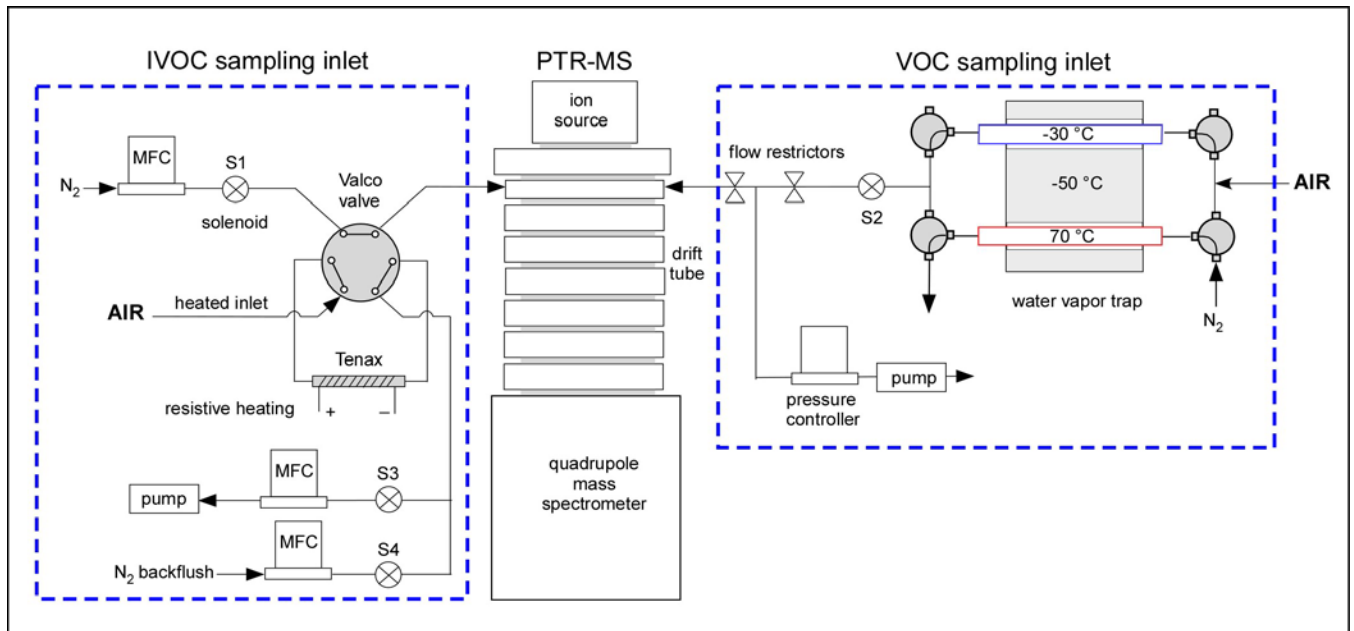 IVOC sampling inlet
MFC
S1
N2
solenoid
Valco
valve
AIR
heated inlet
Tenax
resistive heating
+
–
MFC
S3
pump
MFC
S4
N2 backflush
PTR-MS
ion
source
drift
tube
quadrupole
mass
spectrometer
VOC sampling inlet
flow restrictors
S2
-30 °C
-50 °C
70 °C
AIR
water vapor trap
N2
pump
pressure
controller